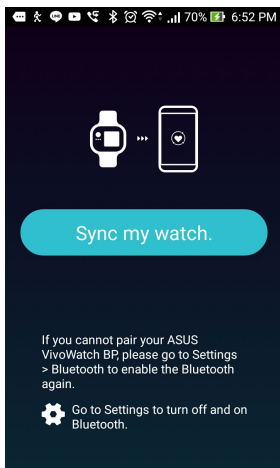 70% 6:52 PM
Sync my watch.
If you cannot pair your ASUS
VivoWatch BP, please go to Settings
> Bluetooth to enable the Bluetooth
again.
Go to Settings to turn off and on
Bluetooth.